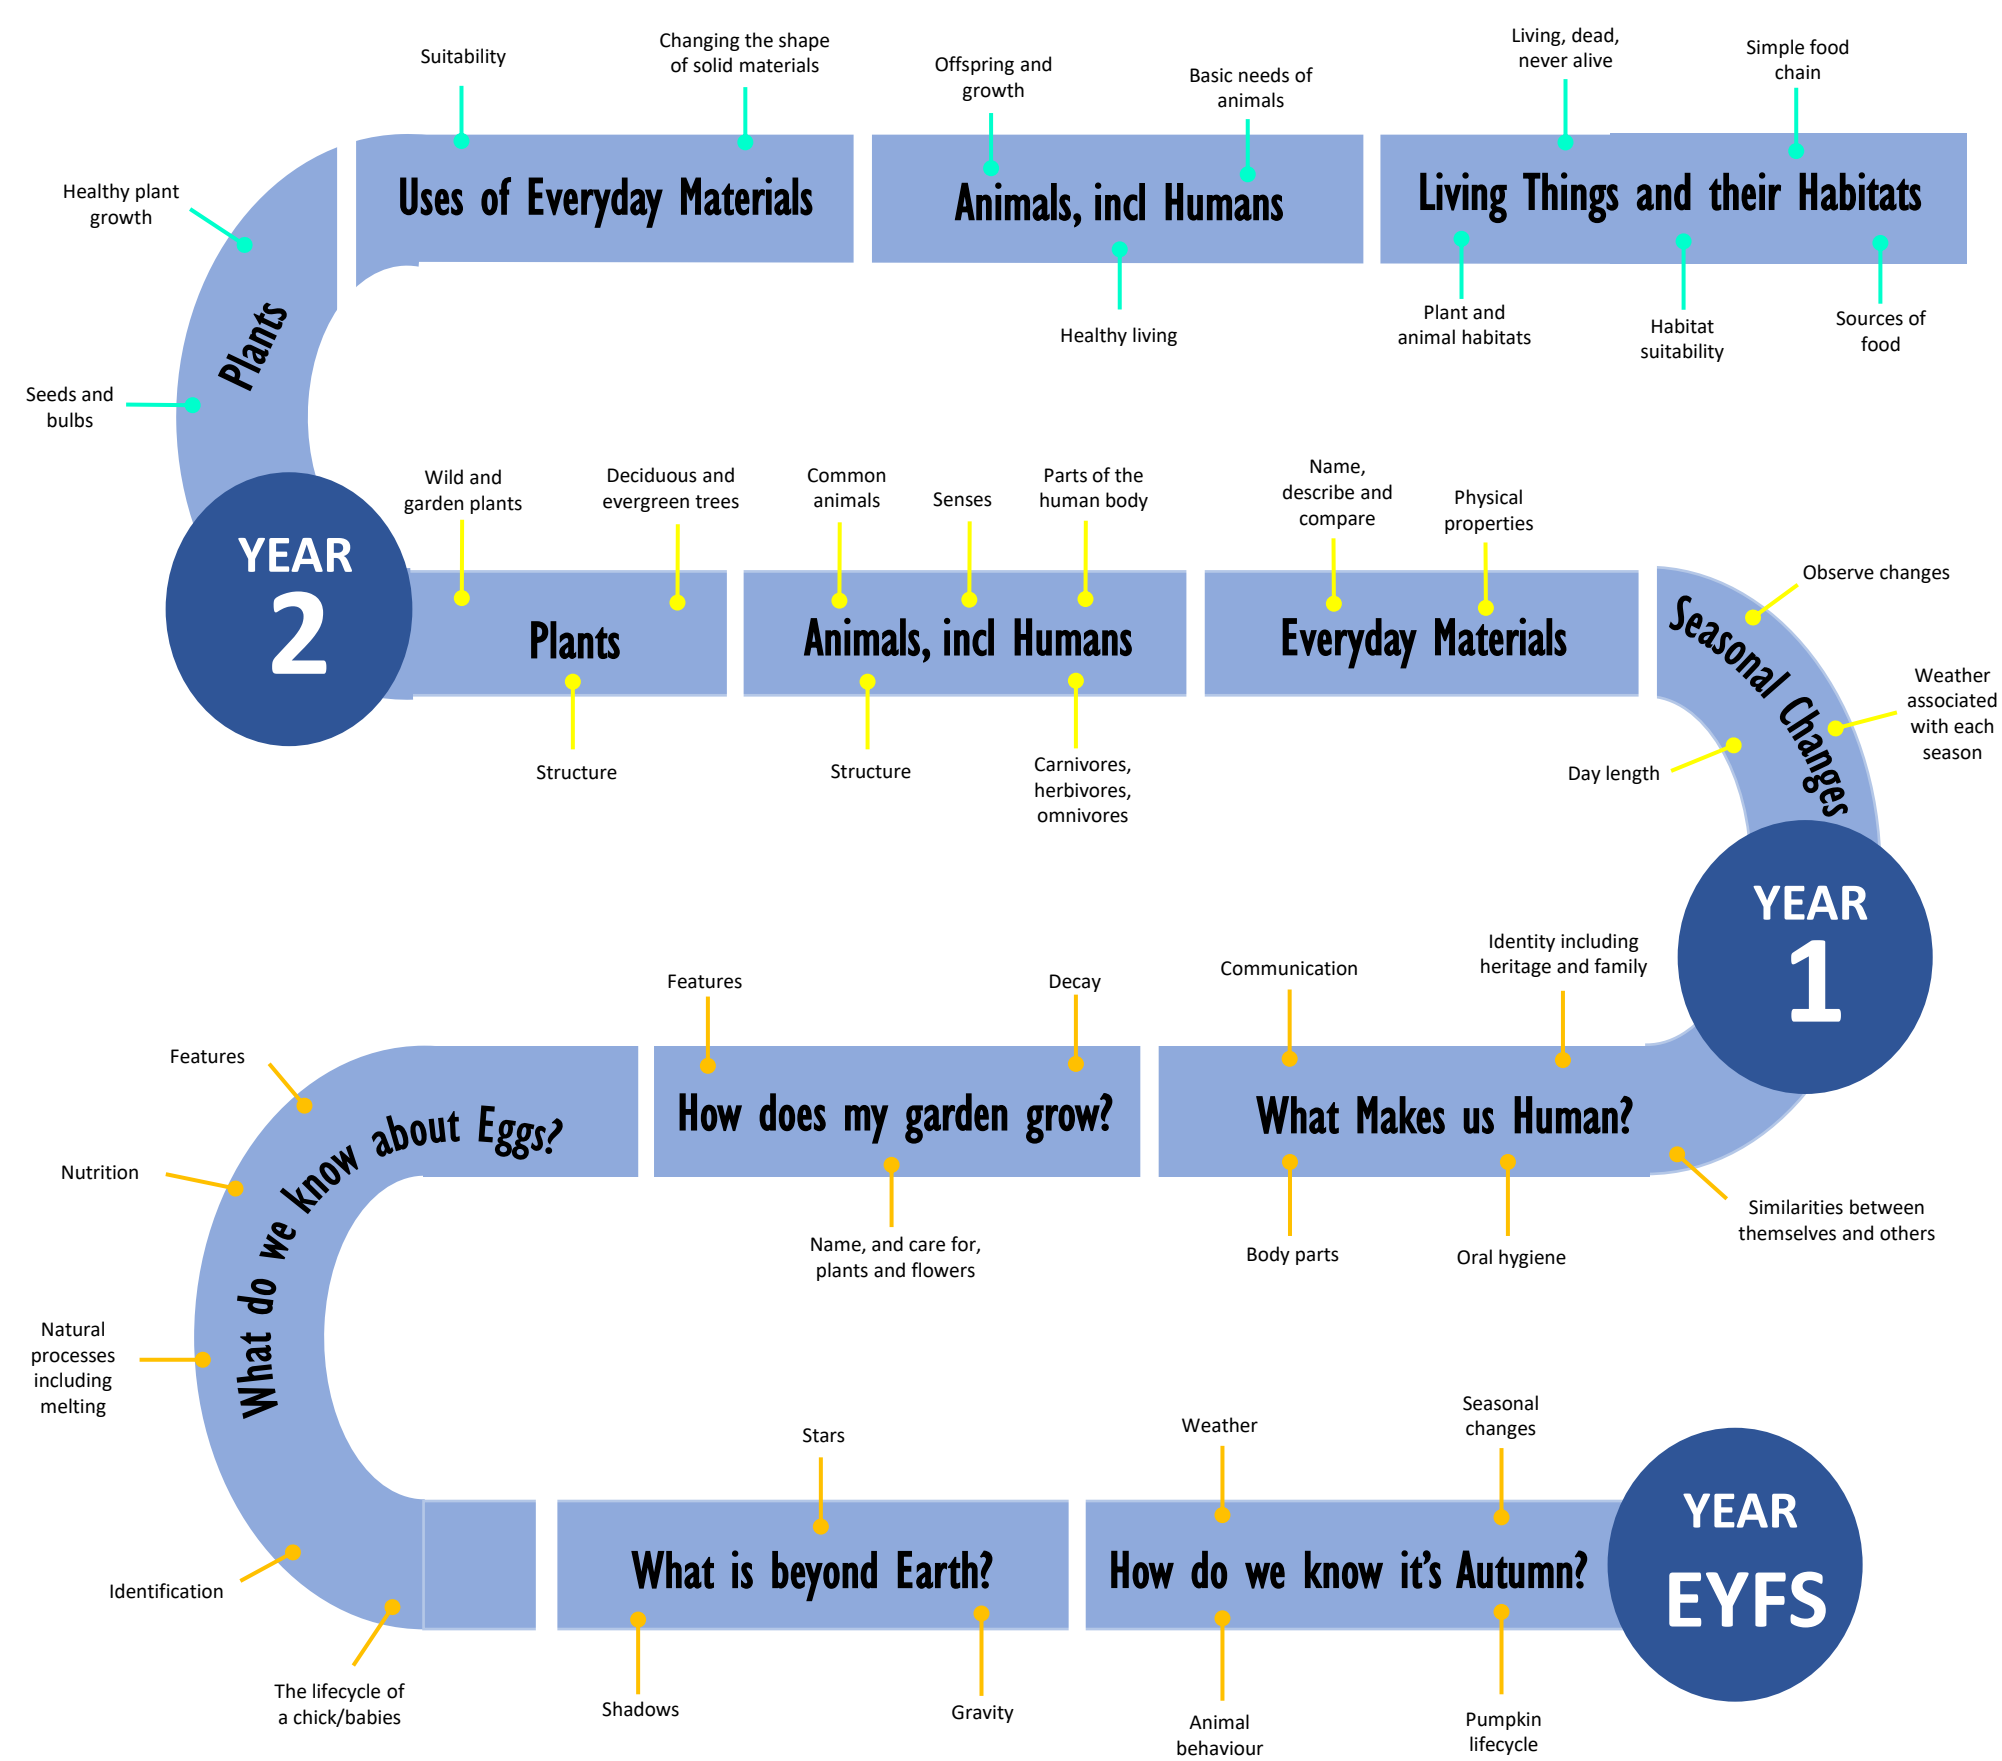 Suitability
Changing the shape
of solid materials
Offspring and
growth
Basic needs of
animals
Living, dead,
never alive
Simple food
chain
Healthy plant
growth
Uses of Everyday Materials
Animals, incl Humans
Living Things and their Habitats
Plants
Healthy living
Plant and
animal habitats
Habitat
suitability
Sources of
food
Seeds and
bulbs
YEAR
2
Wild and
garden plants
Deciduous and
evergreen trees
Common
animals
Senses
Parts of the
human body
Name,
describe and
compare
Physical
properties
Observe changes
Plants
Animals, incl Humans
Everyday Materials
Seasonal Changes
Weather
associated
with each
season
Day length
Structure
Structure
Carnivores,
herbivores,
omnivores
YEAR
1
Features
Decay
Communication
Identity including
heritage and family
Features
Nutrition
What do we know about Eggs?
How does my garden grow?
What Makes us Human?
Name, and care for,
plants and flowers
Body parts
Oral hygiene
Similarities between
themselves and others
Natural
processes
including
melting
Identification
The lifecycle of
a chick/babies
Stars
Weather
Seasonal
changes
What is beyond Earth?
How do we know it's Autumn?
YEAR
EYFS
Shadows
Gravity
Animal
behaviour
Pumpkin
lifecycle